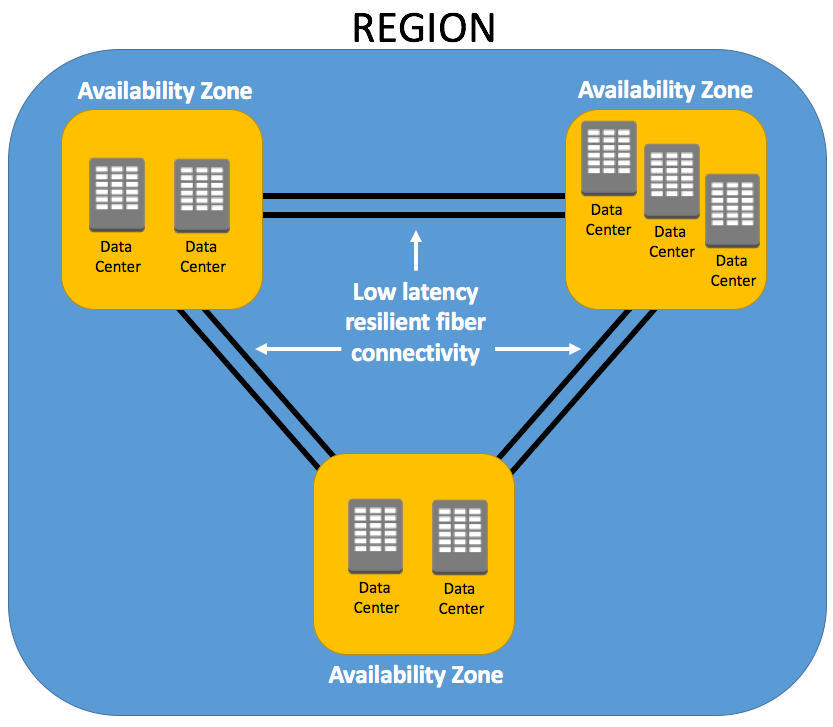 REGION
Availability Zone
Data
Center
Data
Center
Availability Zone
Data
Center
Data
Center
Data
Center
Low latency
resilient fiber
connectivity
Data
Center
Data
Center
Availability Zone